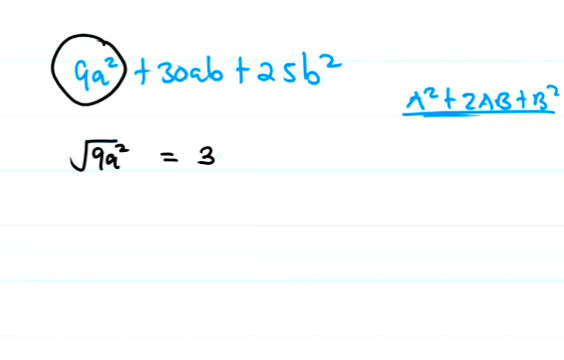 9a² + 30ab + 25b²
A² + 2AB + B²
√9a² = 3